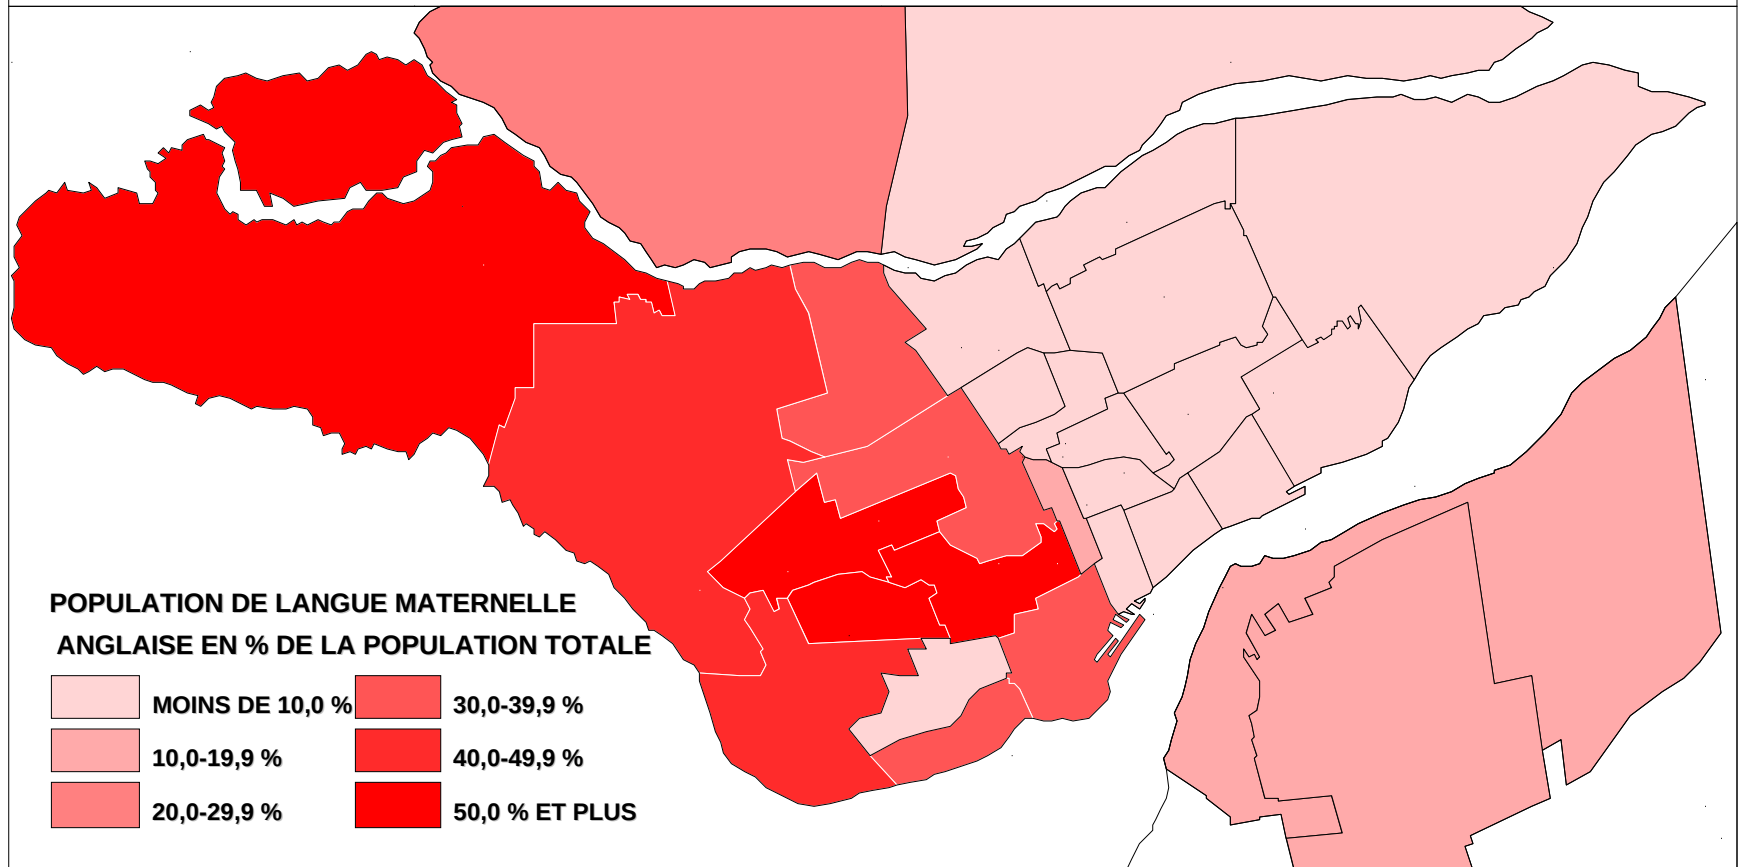 POPULATION DE LANGUE MATERNELLE
ANGLAISE EN % DE LA POPULATION TOTALE
MOINS DE 10,0 %
10,0-19,9 %
20,0-29,9 %
30,0-39,9 %
40,0-49,9 %
50,0 % ET PLUS